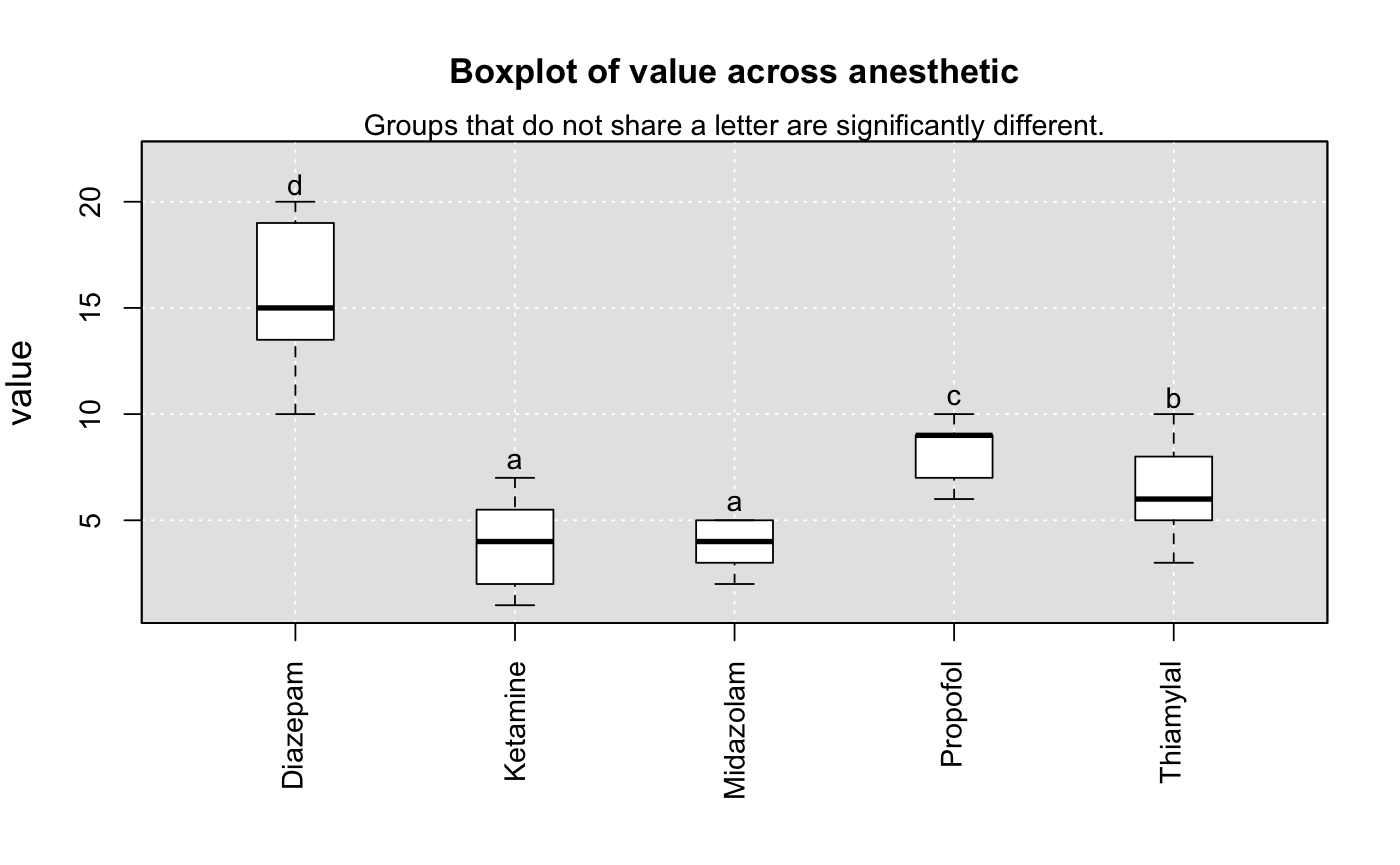 Boxplot of value across anesthetic
Groups that do not share a letter are significantly different.
value
20
15
10
5
d
a
a
c
b
Diazepam
Ketamine
Midazolam
Propofol
Thiamylal